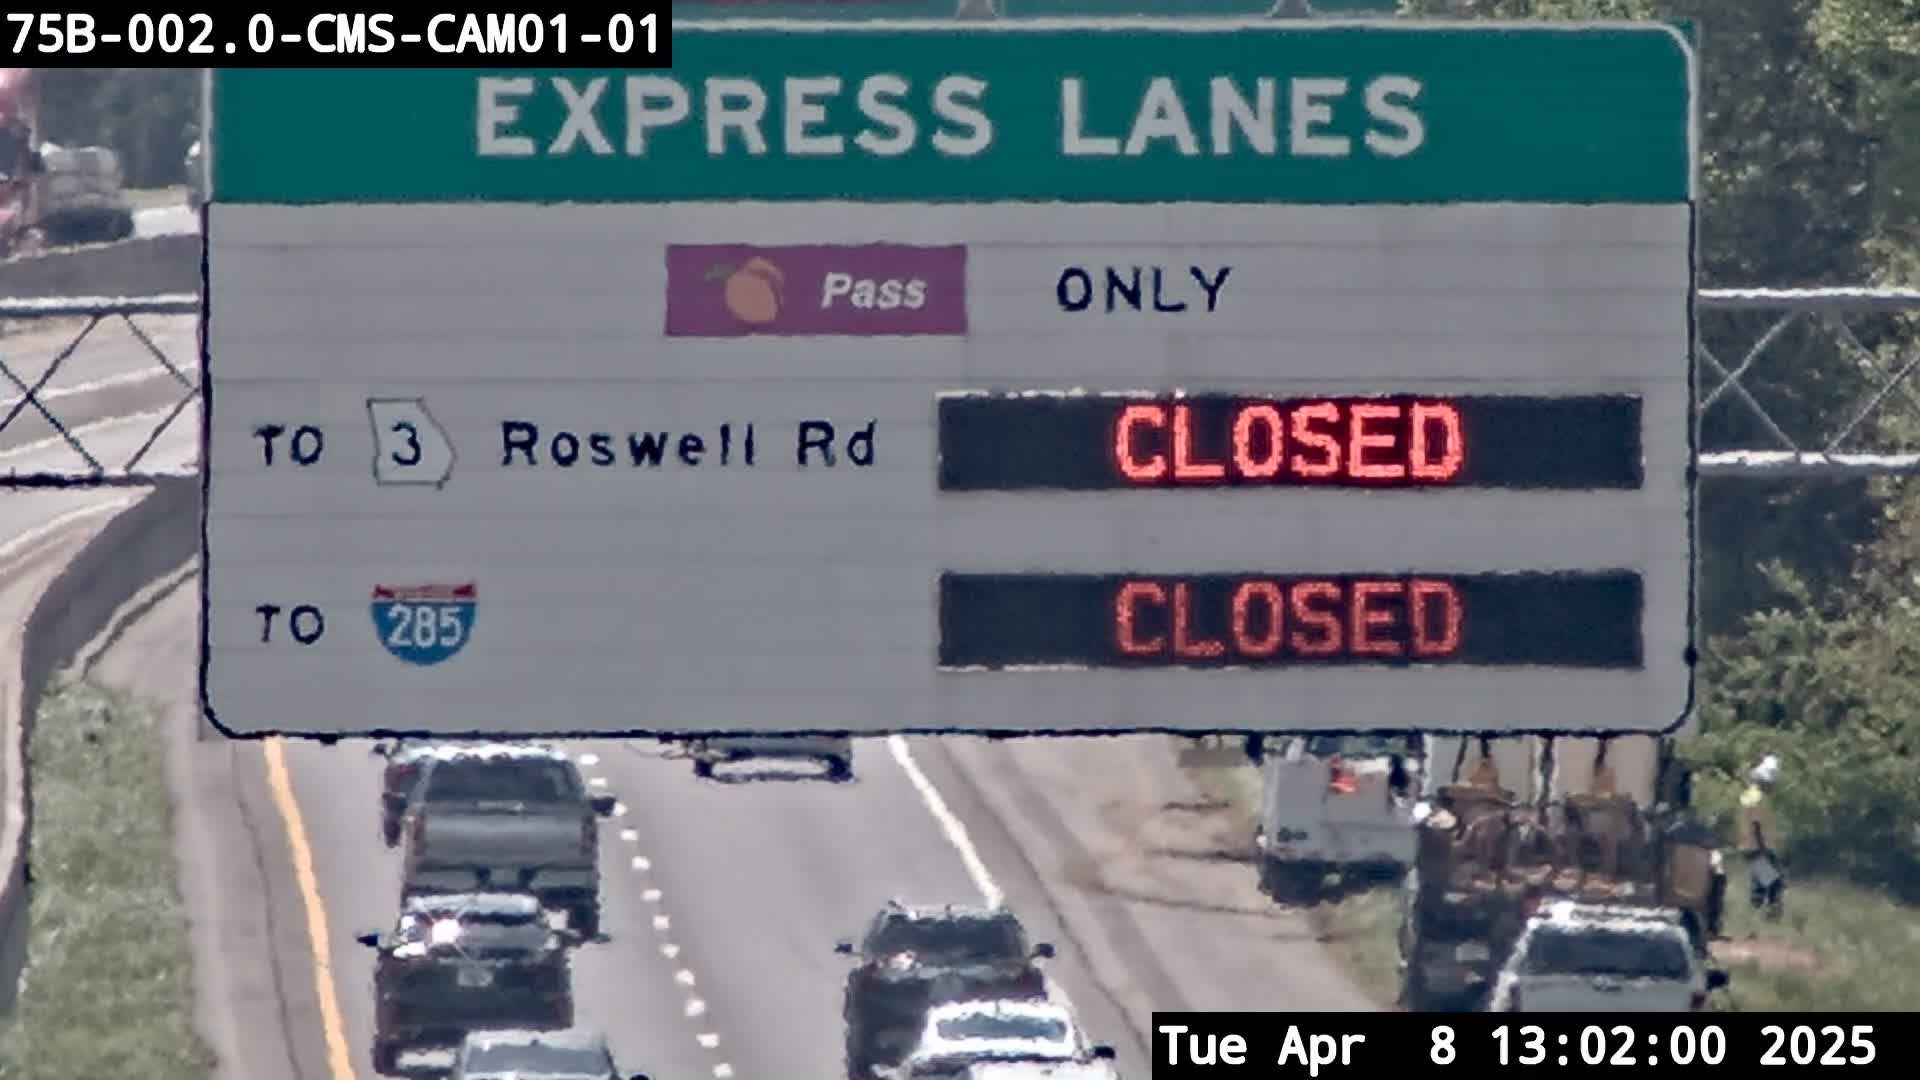 75B-002.0-CMS-CAM01-01
EXPRESS LANES
Pass ONLY
TO 3 Roswell Rd CLOSED
TO 285 CLOSED
Tue Apr 8 13:02:00 2025